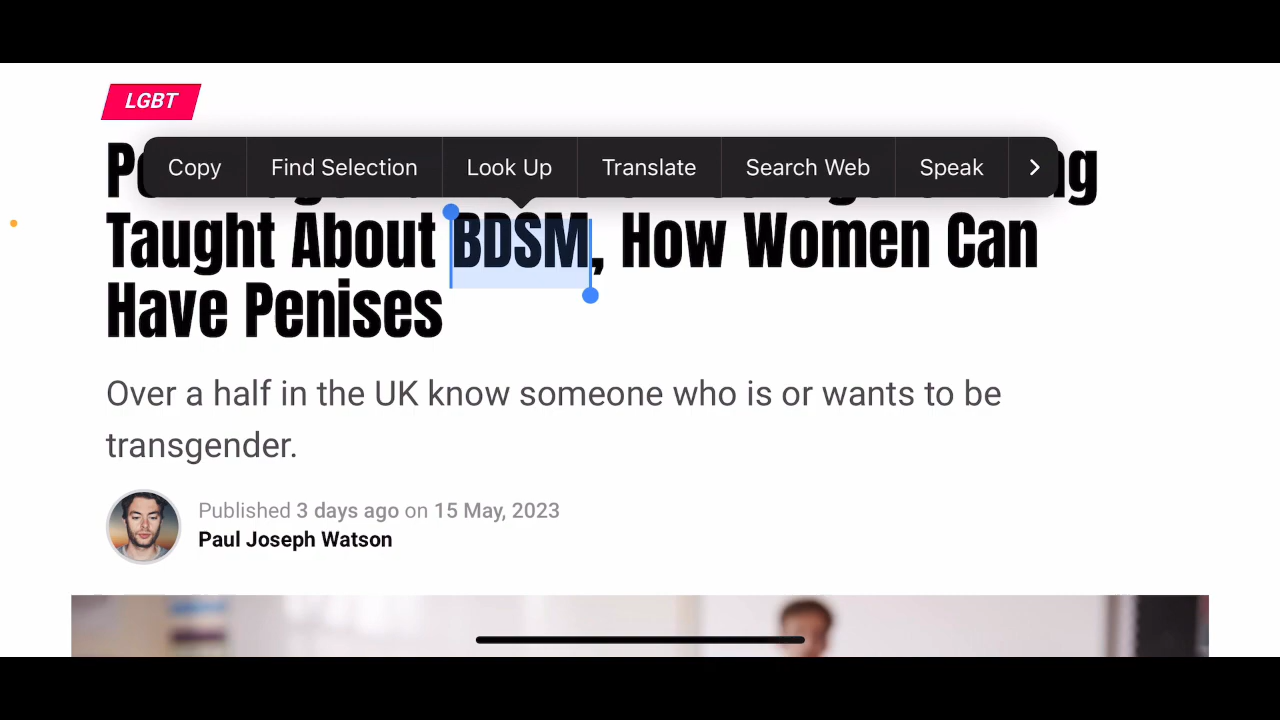 LGBT
Copy Find Selection Look Up Translate Search Web Speak
Taught About BDSM, How Women Can
Have Penises
Over a half in the UK know someone who is or wants to be
transgender.
Published 3 days ago on 15 May, 2023
Paul Joseph Watson